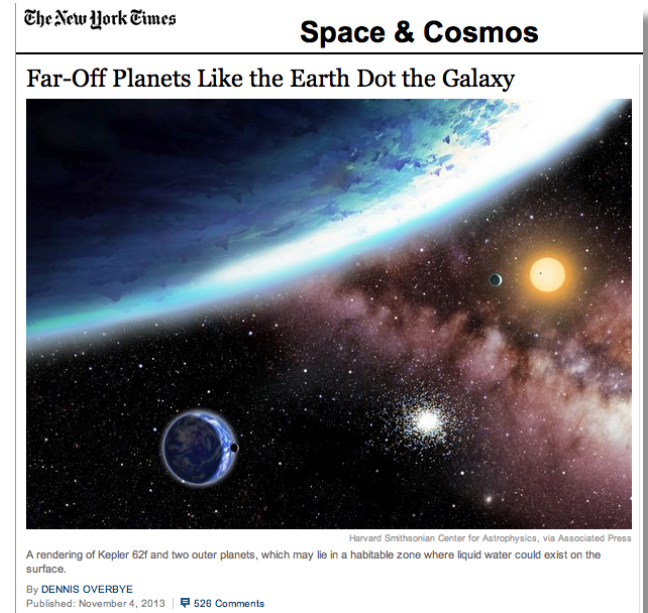 The New York Times
Space & Cosmos
Far-Off Planets Like the Earth Dot the Galaxy
Harvard Smithsonian Center for Astrophysics, via Associated Press
A rendering of Kepler 62f and two outer planets, which may lie in a habitable zone where liquid water could exist on the
surface.
By DENNIS OVERBYE
Published: November 4, 2013 | 526 Comments